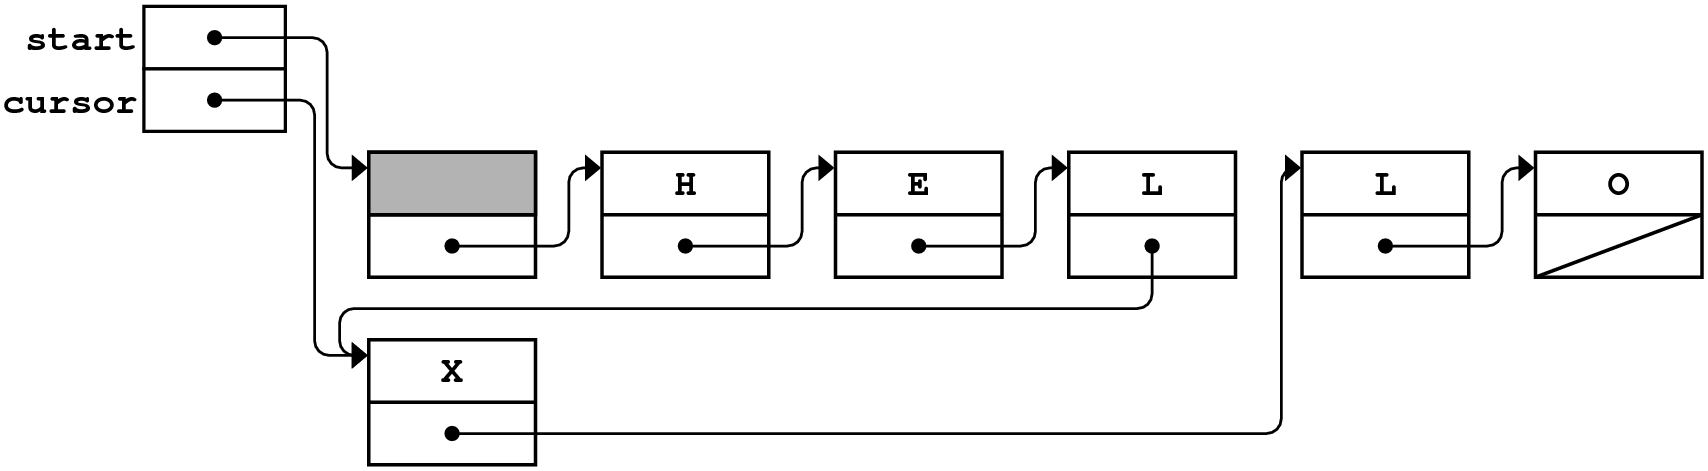 start
cursor
H E L L O
X